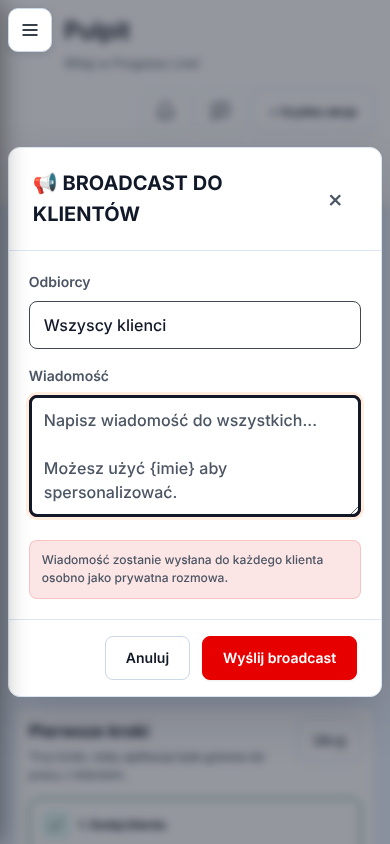 Pulpit
📢 BROADCAST DO
KLIENTÓW
×
Odbiorcy
Wszyscy klienci
Wiadomość
Napisz wiadomość do wszystkich...
Możesz użyć {imie} aby
spersonalizować.
Wiadomość zostanie wysłana do każdego klienta
osobno jako prywatna rozmowa.
Anuluj
Wyślij broadcast
Pierwsze kroki